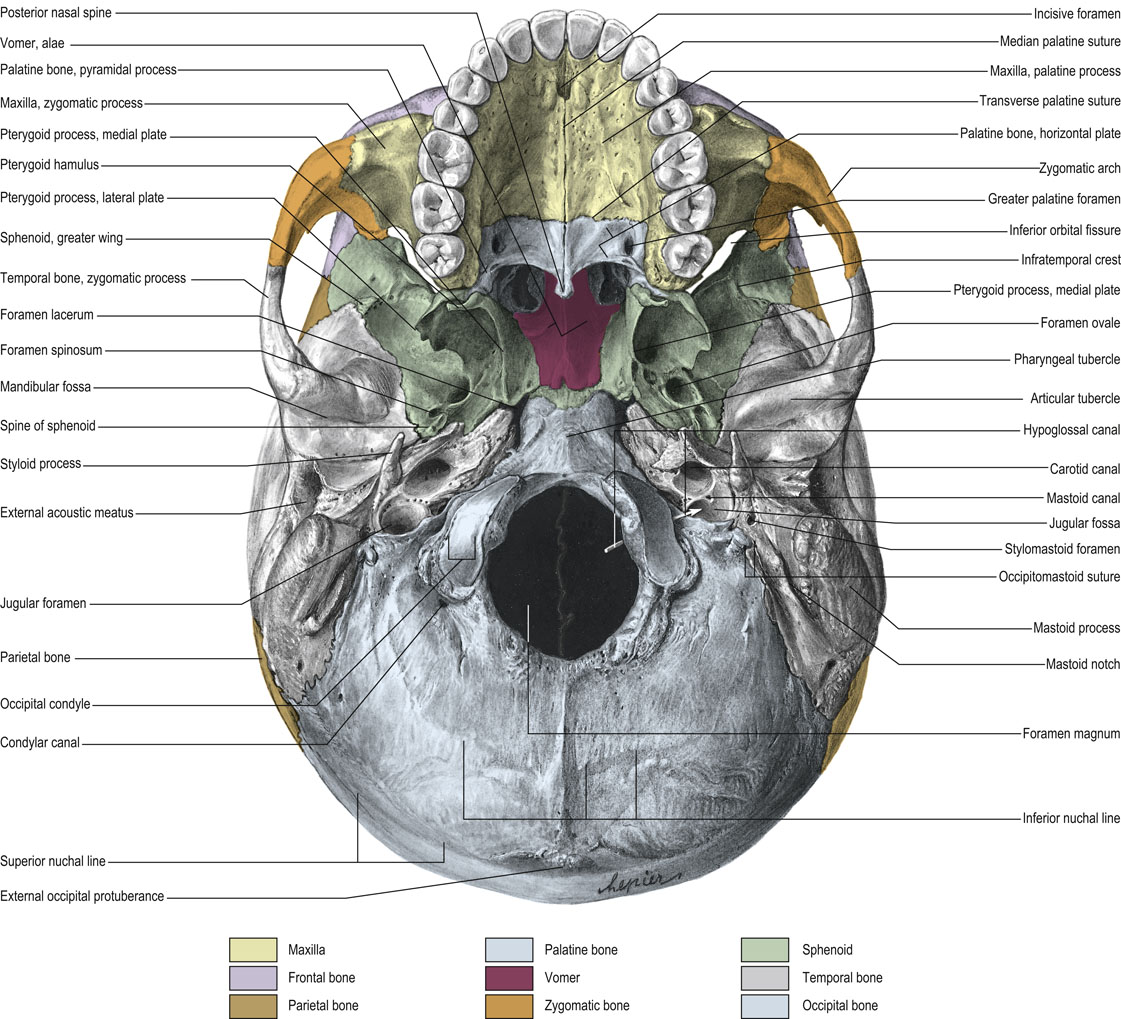 Posterior nasal spine
Vomer, alae
Palatine bone, pyramidal process
Maxilla, zygomatic process
Pterygoid process, medial plate
Pterygoid hamulus
Pterygoid process, lateral plate
Sphenoid, greater wing
Temporal bone, zygomatic process
Foramen lacerum
Foramen spinosum
Mandibular fossa
Spine of sphenoid
Styloid process
External acoustic meatus
Jugular foramen
Parietal bone
Occipital condyle
Condylar canal
Superior nuchal line
External occipital protuberance
Incisive foramen
Median palatine suture
Maxilla, palatine process
Transverse palatine suture
Palatine bone, horizontal plate
Zygomatic arch
Greater palatine foramen
Inferior orbital fissure
Infratemporal crest
Pterygoid process, medial plate
Foramen ovale
Pharyngeal tubercle
Articular tubercle
Hypoglossal canal
Carotid canal
Mastoid canal
Jugular fossa
Stylomastoid foramen
Occipitomastoid suture
Mastoid process
Mastoid notch
Foramen magnum
Inferior nuchal line
lepier
Maxilla
Frontal bone
Parietal bone
Palatine bone
Vomer
Zygomatic bone
Sphenoid
Temporal bone
Occipital bone